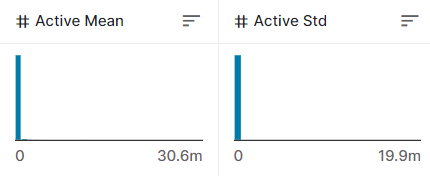 # Active Mean
# Active Std
0 30.6m
0 19.9m